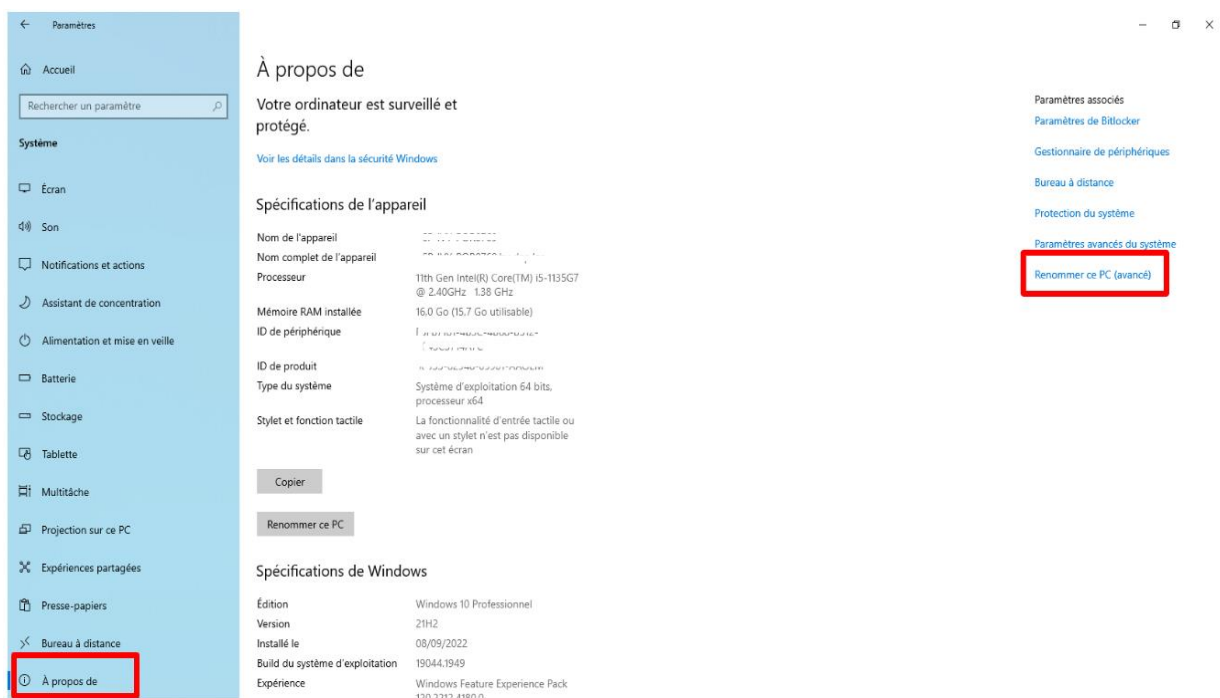 Paramètres
Accueil
Rechercher un paramètre
Système
Écran
Son
Notifications et actions
Assistant de concentration
Alimentation et mise en veille
Batterie
Stockage
Tablette
Multitâche
Projection sur ce PC
Expériences partagées
Presse-papiers
Bureau à distance
À propos de
À propos de
Votre ordinateur est surveillé et
protégé.
Voir les détails dans la sécurité Windows
Spécifications de l'appareil
Nom de l'appareil
Nom complet de l'appareil
Processeur 11th Gen Intel(R) Core(TM) i5-1135G7
@ 2.40GHz 1.38 GHz
Mémoire RAM installée 16,0 Go (15,7 Go utilisable)
ID de périphérique
ID de produit
Type du système Système d'exploitation 64 bits,
processeur x64
Stylet et fonction tactile La fonctionnalité d'entrée tactile ou
avec un stylet n'est pas disponible
sur cet écran
Copier
Renommer ce PC
Spécifications de Windows
Édition Windows 10 Professionnel
Version 21H2
Installé le 08/09/2022
Build du système d'exploitation 19044.1949
Expérience Windows Feature Experience Pack
Paramètres associés
Paramètres de Bitlocker
Gestionnaire de périphériques
Bureau à distance
Protection du système
Paramètres avancés du système
Renommer ce PC (avancé)